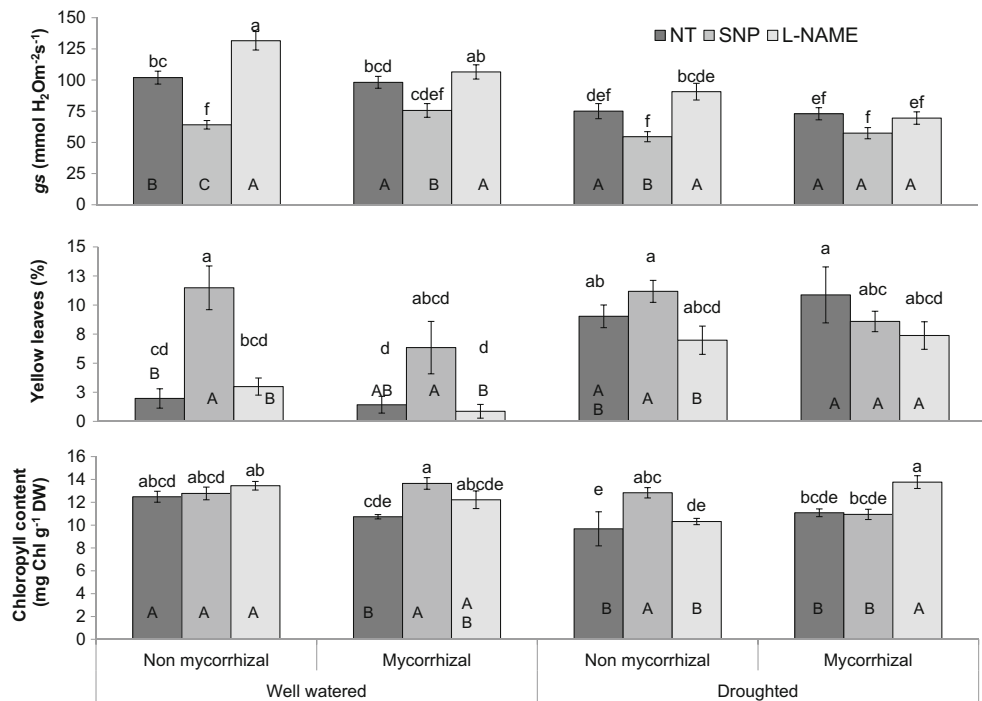 150
125
100
75
50
25
0
gs (mmol H2Om-2s-1)
NT SNP L-NAME
bc f a bcd cdef ab def f bcde ef f ef
B C A A B A A B A A A A
15
13
10
8
5
3
0
Yellow leaves (%)
cd a bcd d abcd d ab a abcd a abc abcd
B A B AB A B A B A B A A A
16
14
12
10
8
6
4
2
0
Chloropyll content
(mg Chl g-1 DW)
abcd abcd ab cde a abcde e abc de bcde bcde a
A A A B A A B B A B B B A
Non mycorrhizal Mycorrhizal Non mycorrhizal Mycorrhizal
Well watered Droughted